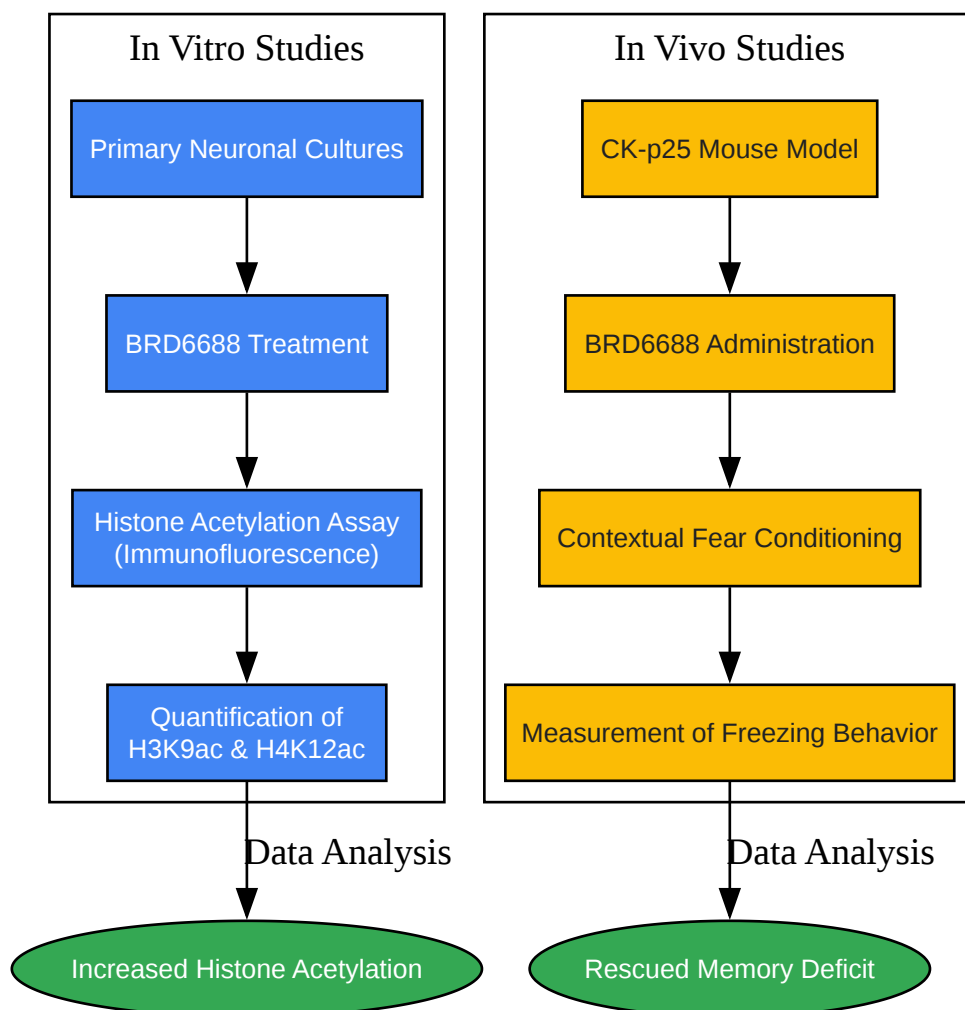 In Vitro Studies
Primary Neuronal Cultures
BRD6688 Treatment
Histone Acetylation Assay
(Immunofluorescence)
Quantification of
H3K9ac & H4K12ac
Data Analysis
Increased Histone Acetylation
In Vivo Studies
CK-p25 Mouse Model
BRD6688 Administration
Contextual Fear Conditioning
Measurement of Freezing Behavior
Data Analysis
Rescued Memory Deficit